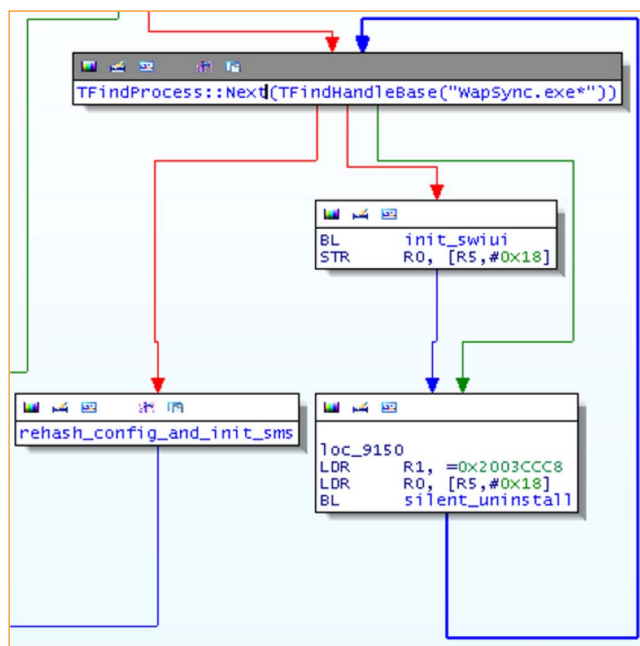 TFindProcess::Next(TFindHandleBase("WapSync.exe*"))
BL init_swiui
STR R0, [R5,#0x18]
rehash_config_and_init_sms
loc_9150
LDR R1, =0x2003CCC8
LDR R0, [R5,#0x18]
BL silent_uninstall